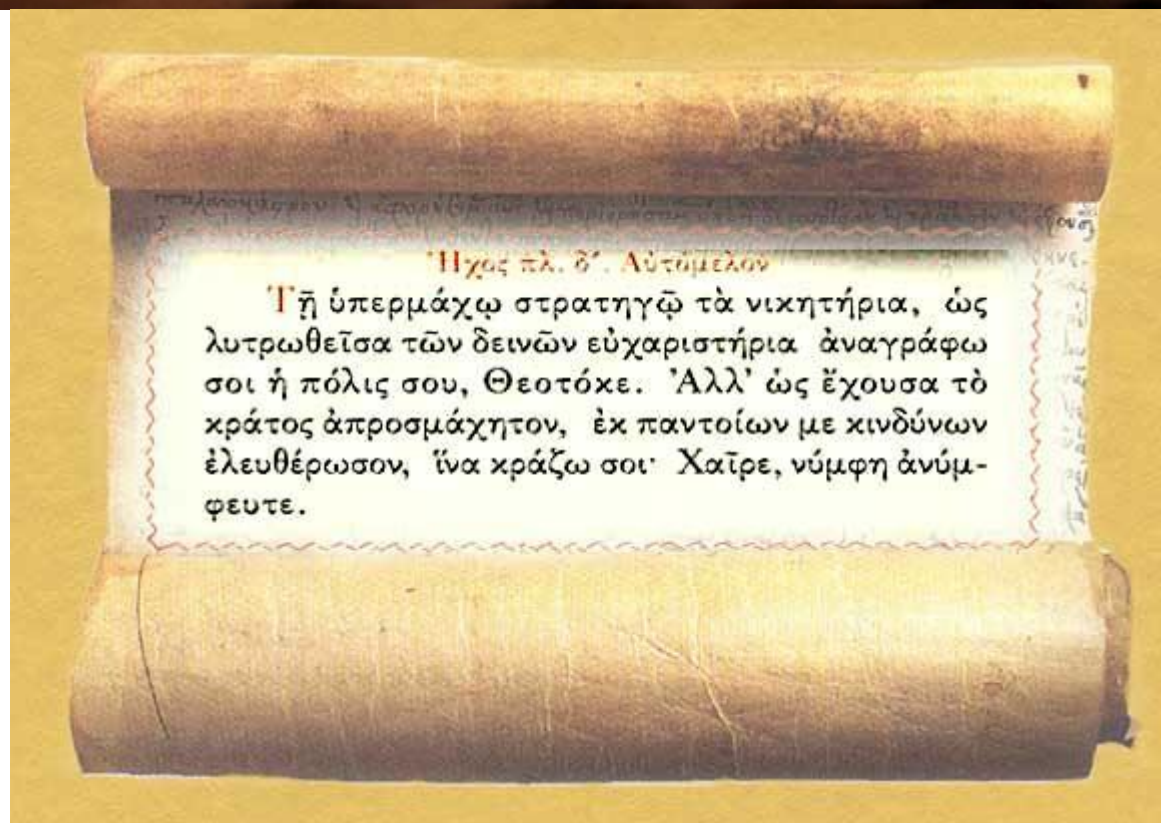 Ἦχος πλ. δ΄. Αὐτόμελον
Τῇ ὑπερμάχῳ στρατηγῷ τὰ νικητήρια, ὡς
λυτρωθεῖσα τῶν δεινῶν εὐχαριστήρια ἀναγράφω
σοι ἡ πόλις σου, Θεοτόκε. Ἀλλ' ὡς ἔχουσα τὸ
κράτος ἀπροσμάχητον, ἐκ παντοίων με κινδύνων
ἐλευθέρωσον, ἵνα κράζω σοι· Χαῖρε, νύμφη ἀνύμ-
φευτε.